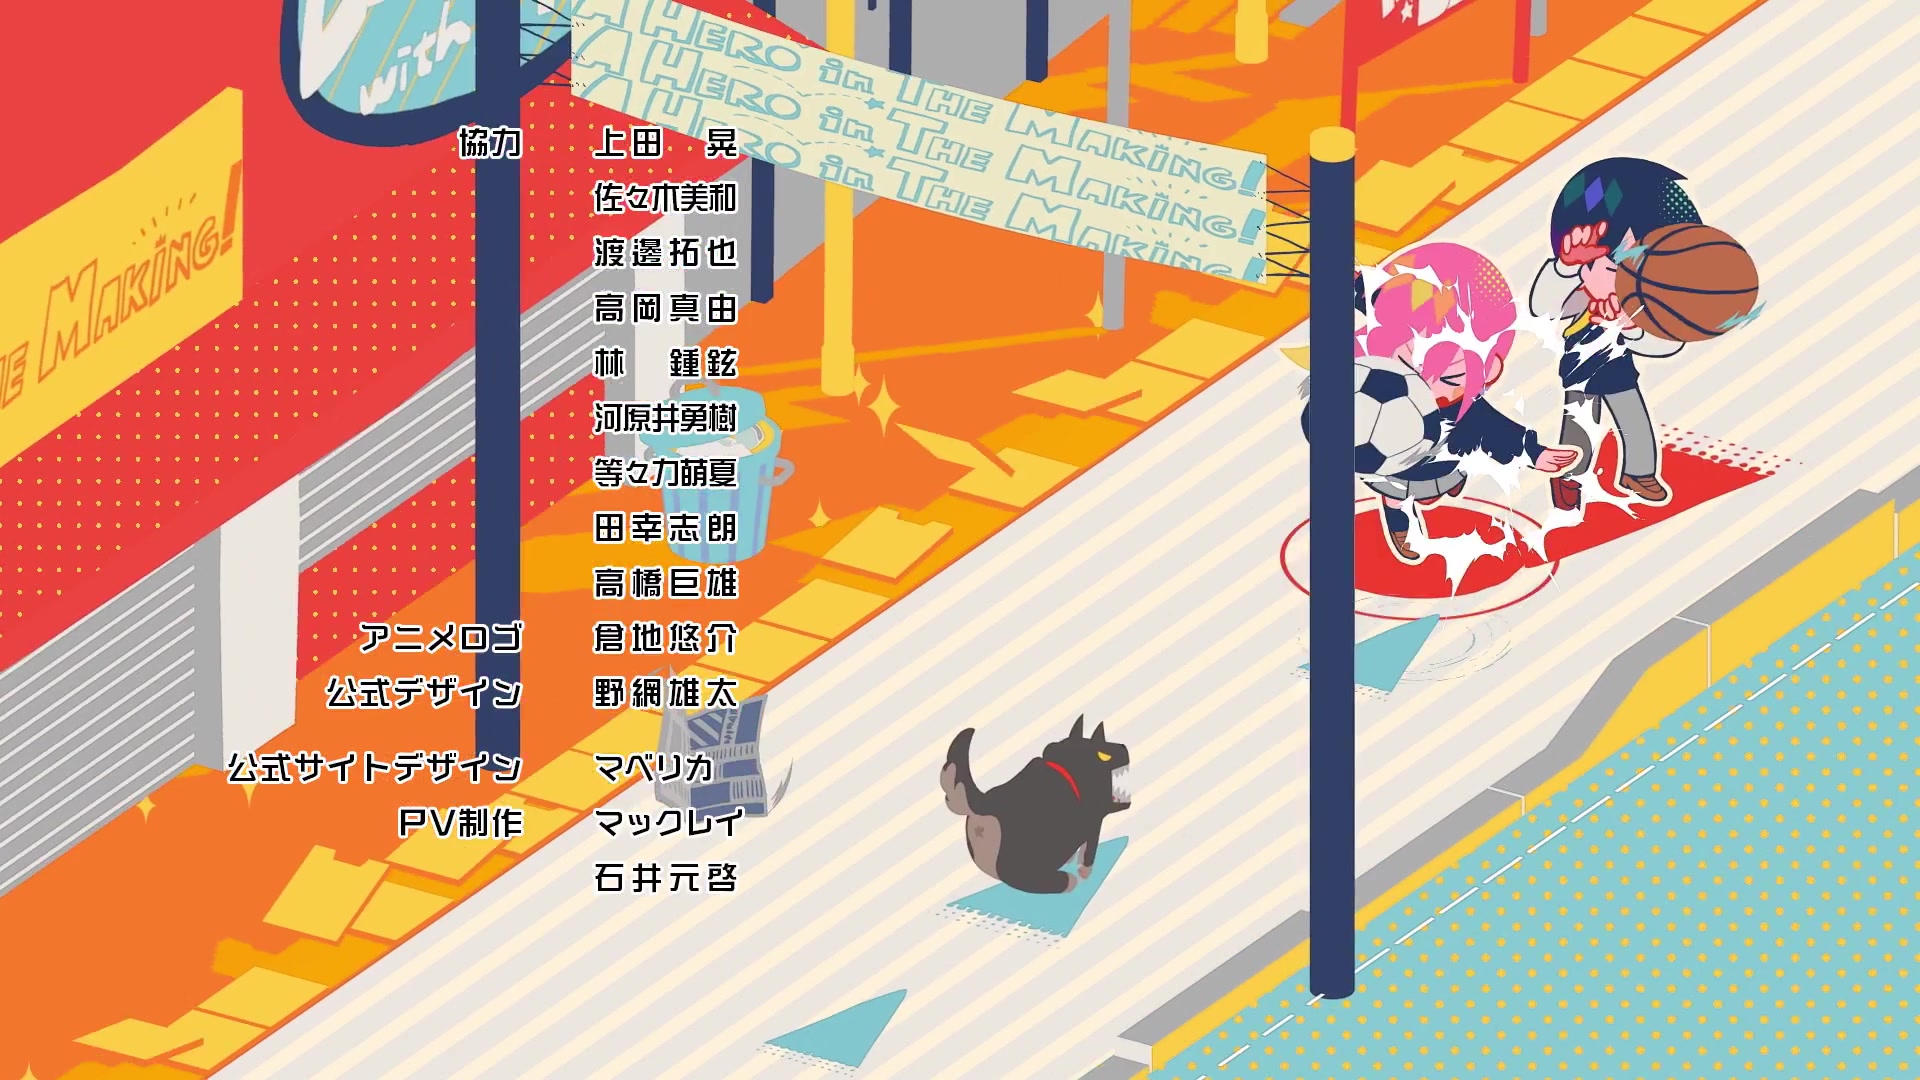 with
A HERO in THE MAKING!
A HERO in THE MAKING!
A HERO in THE MAKING!
THE MAKING!
協力 上田 晃
佐々木美和
渡邊拓也
高岡真由
林 鍾鉉
河原井勇樹
等々力萌夏
田幸志朗
高橋巨雄
アニメロゴ 倉地悠介
公式デザイン 野網雄太
公式サイトデザイン マベリカ
PV制作 マックレイ
石井元啓